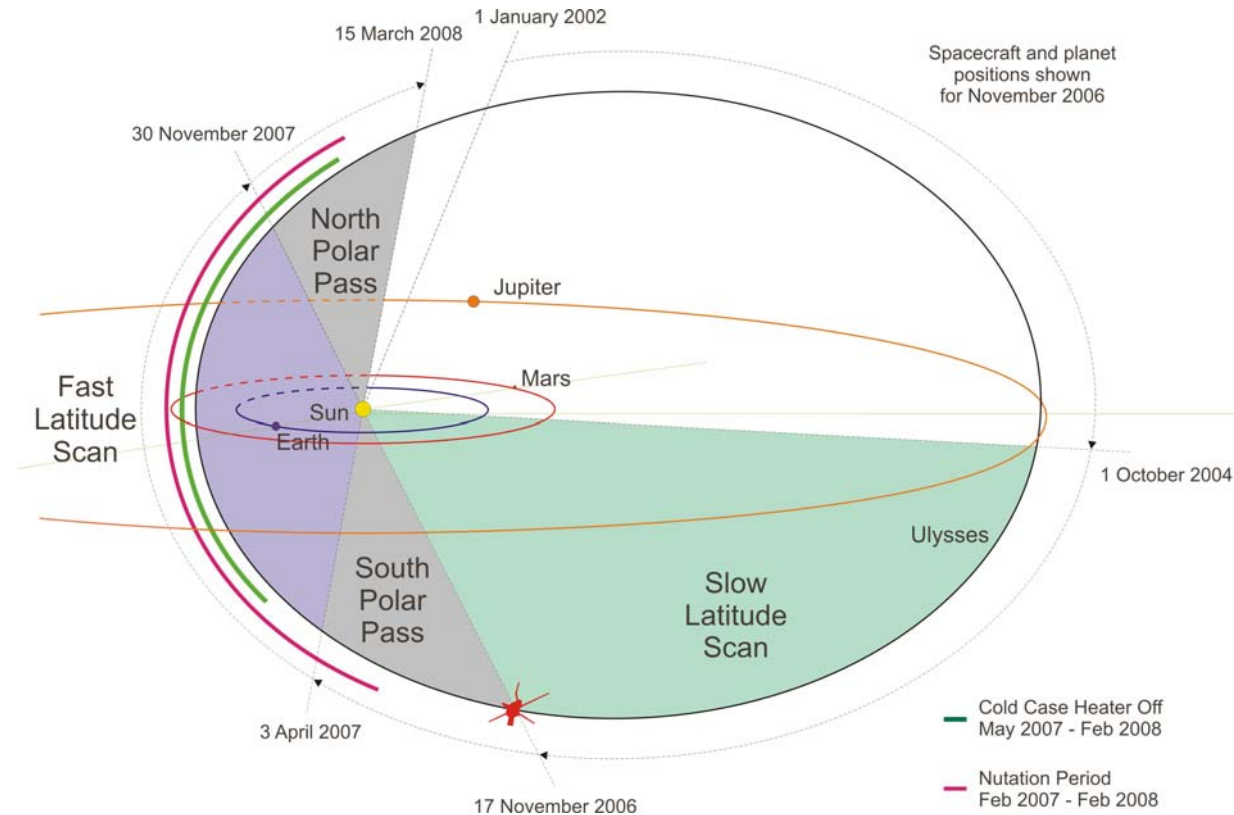 1 January 2002
15 March 2008
Spacecraft and planet
positions shown
for November 2006
30 November 2007
North
Polar
Pass
Jupiter
Mars
Fast
Latitude
Scan
Sun
Earth
1 October 2004
Ulysses
South
Polar
Pass
Slow
Latitude
Scan
3 April 2007
17 November 2006
Cold Case Heater Off
May 2007 - Feb 2008
Nutation Period
Feb 2007 - Feb 2008